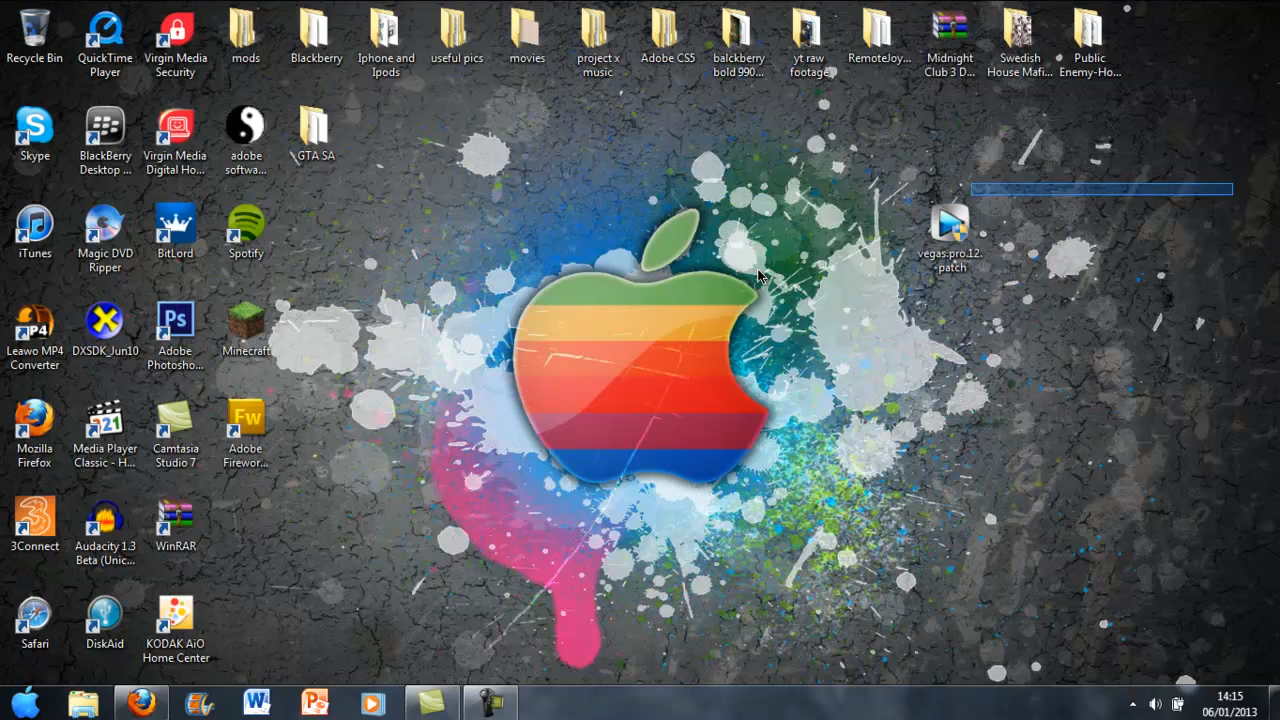 Recycle Bin
QuickTime
Player
Virgin Media
Security
mods
Blackberry
Iphone and
Ipods
useful pics
movies
project x
music
Adobe CS5
balckberry
bold 990...
yt raw
footage
RemoteJoy...
Midnight
Club 3 D...
Swedish
House Mafi...
Public
Enemy-Ho...
Skype
BlackBerry
Desktop ...
Virgin Media
Digital Ho...
adobe
softwa...
GTA SA
iTunes
Magic DVD
Ripper
BitLord
Spotify
vegas.pro.12.
-patch
MP4
Leawo MP4
Converter
DXSDK_Jun10
Ps
Adobe
Photosho...
Minecraft
Mozilla
Firefox
321
Media Player
Classic - H...
Camtasia
Studio 7
Fw
Adobe
Firewor...
3Connect
Audacity 1.3
Beta (Unic...
WinRAR
Safari
DiskAid
KODAK AiO
Home Center
14:15
06/01/2013